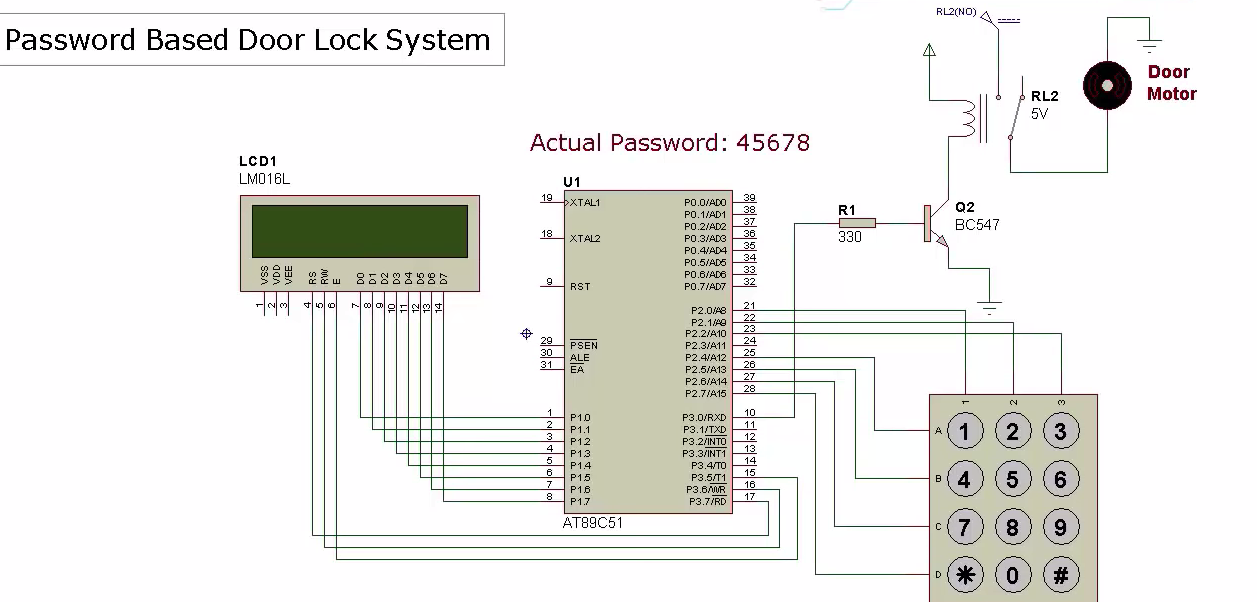 Password Based Door Lock System
RL2(NO)
Door
Motor
RL2
5V
Actual Password: 45678
LCD1
LM016L
VSS
VDD
VEE
RS
RW
E
D0
D1
D2
D3
D4
D5
D6
D7
1
2
3
4
5
6
7
8
9
10
11
12
13
14
U1
19 XTAL1
18 XTAL2
9 RST
29 PSEN
30 ALE
31 EA
1 P1.0
2 P1.1
3 P1.2
4 P1.3
5 P1.4
6 P1.5
7 P1.6
8 P1.7
P0.0/AD0 39
P0.1/AD1 38
P0.2/AD2 37
P0.3/AD3 36
P0.4/AD4 35
P0.5/AD5 34
P0.6/AD6 33
P0.7/AD7 32
P2.0/A8 21
P2.1/A9 22
P2.2/A10 23
P2.3/A11 24
P2.4/A12 25
P2.5/A13 26
P2.6/A14 27
P2.7/A15 28
P3.0/RXD 10
P3.1/TXD 11
P3.2/INT0 12
P3.3/INT1 13
P3.4/T0 14
P3.5/T1 15
P3.6/WR 16
P3.7/RD 17
AT89C51
R1
330
Q2
BC547
1 2 3
A 1 2 3
B 4 5 6
C 7 8 9
D * 0 #